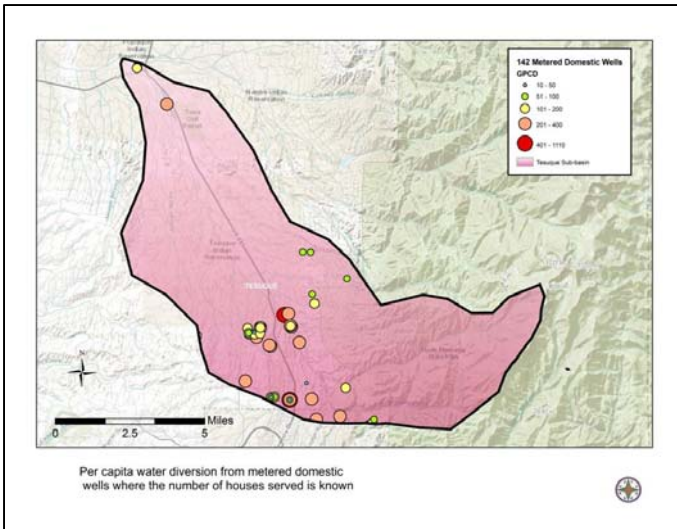 142 Metered Domestic Wells
GPCD
10 - 50
51 - 100
101 - 200
201 - 400
401 - 1110
Tesuque Sub-basin
Indian
Reservation
TESUQUE
N
Miles
0
2.5
5
Per capita water diversion from metered domestic
wells where the number of houses served is known